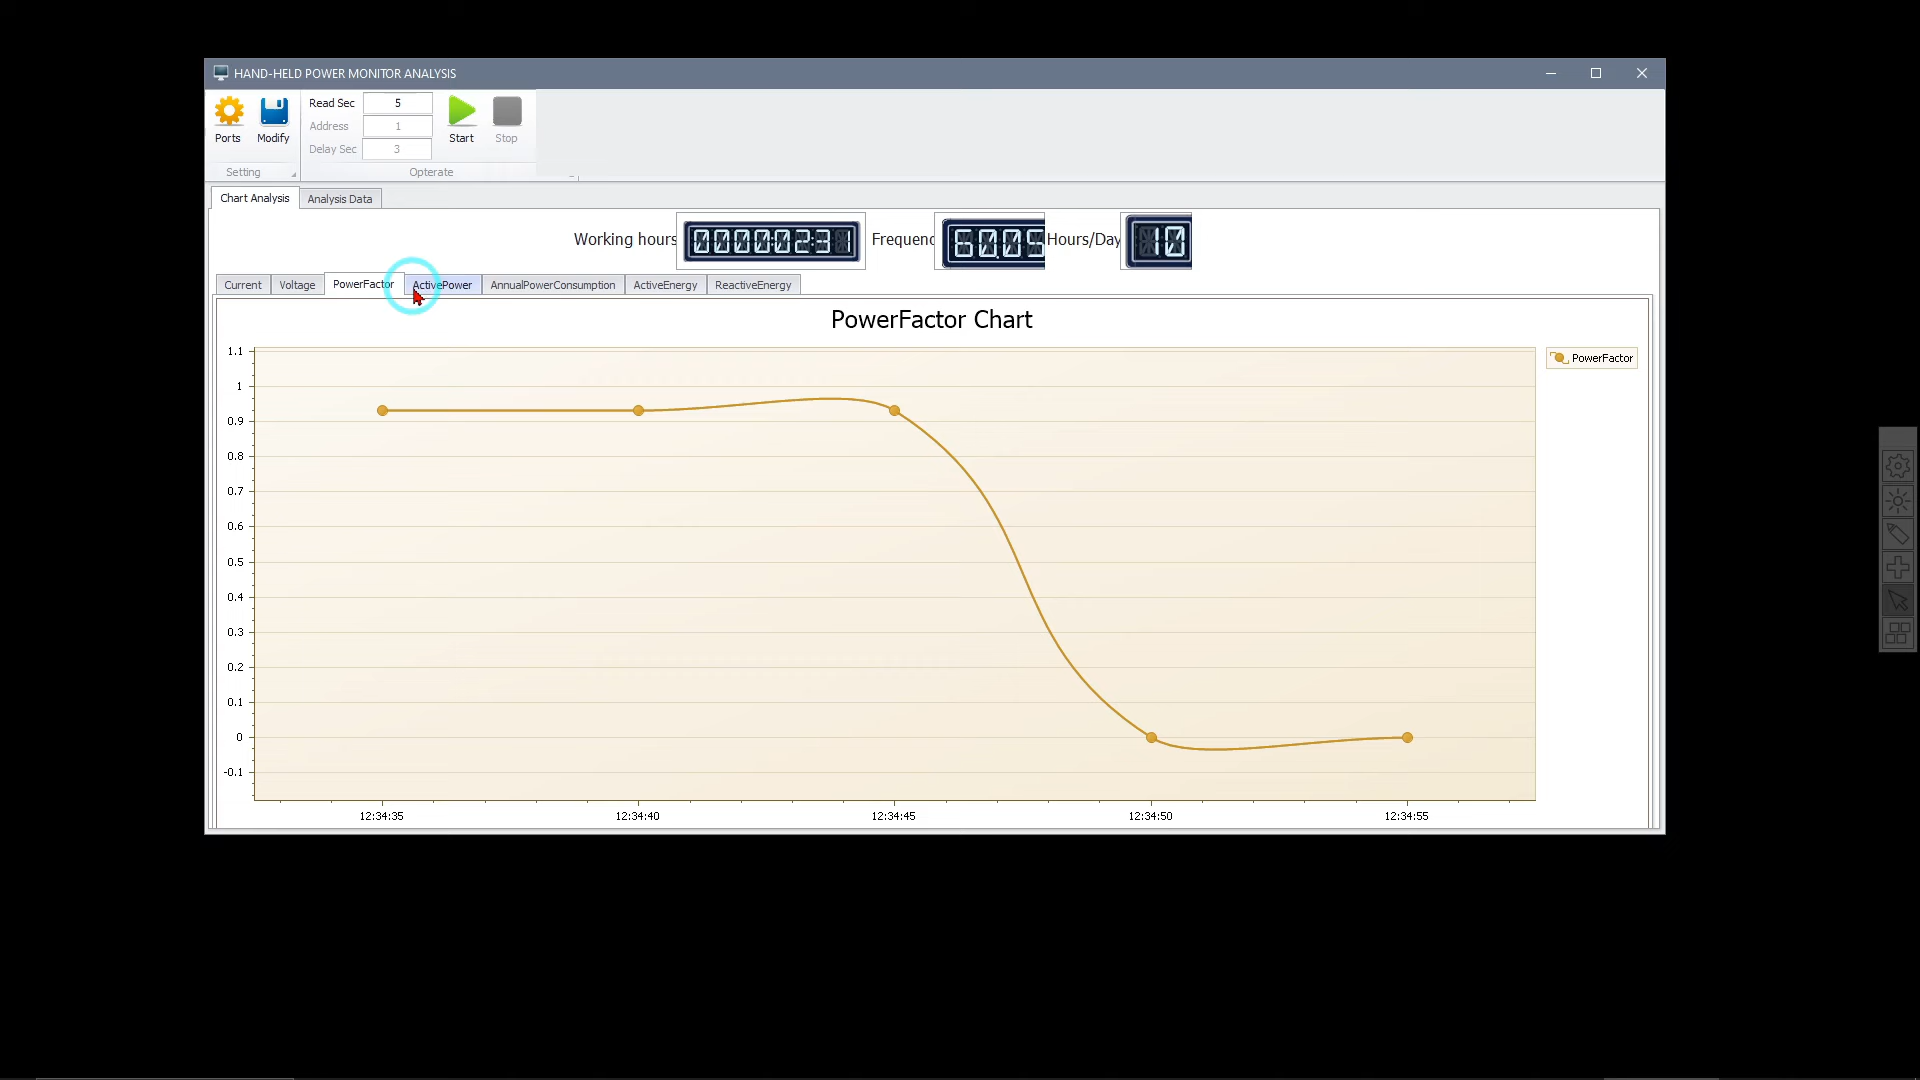 HAND-HELD POWER MONITOR ANALYSIS
Ports
Modify
Setting
Read Sec 5
Address 1
Delay Sec 3
Start
Stop
Opterate
Chart Analysis
Analysis Data
Working hours
Frequenc 60.05
Hours/Day 10
Current
Voltage
PowerFactor
ActivePower
AnnualPowerConsumption
ActiveEnergy
ReactiveEnergy
PowerFactor Chart
PowerFactor
1.1
1
0.9
0.8
0.7
0.6
0.5
0.4
0.3
0.2
0.1
0
-0.1
12:34:35
12:34:40
12:34:45
12:34:50
12:34:55